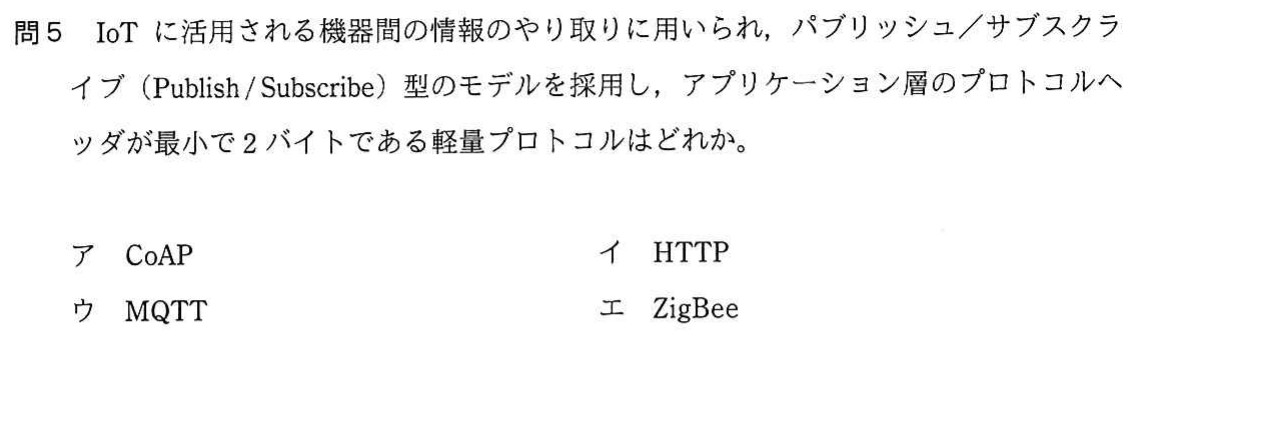 問5 IoT に活用される機器間の情報のやり取りに用いられ，パブリッシュ／サブスクラ
イブ（Publish / Subscribe）型のモデルを採用し，アプリケーション層のプロトコルヘ
ッダが最小で 2 バイトである軽量プロトコルはどれか。
ア CoAP イ HTTP
ウ MQTT エ ZigBee